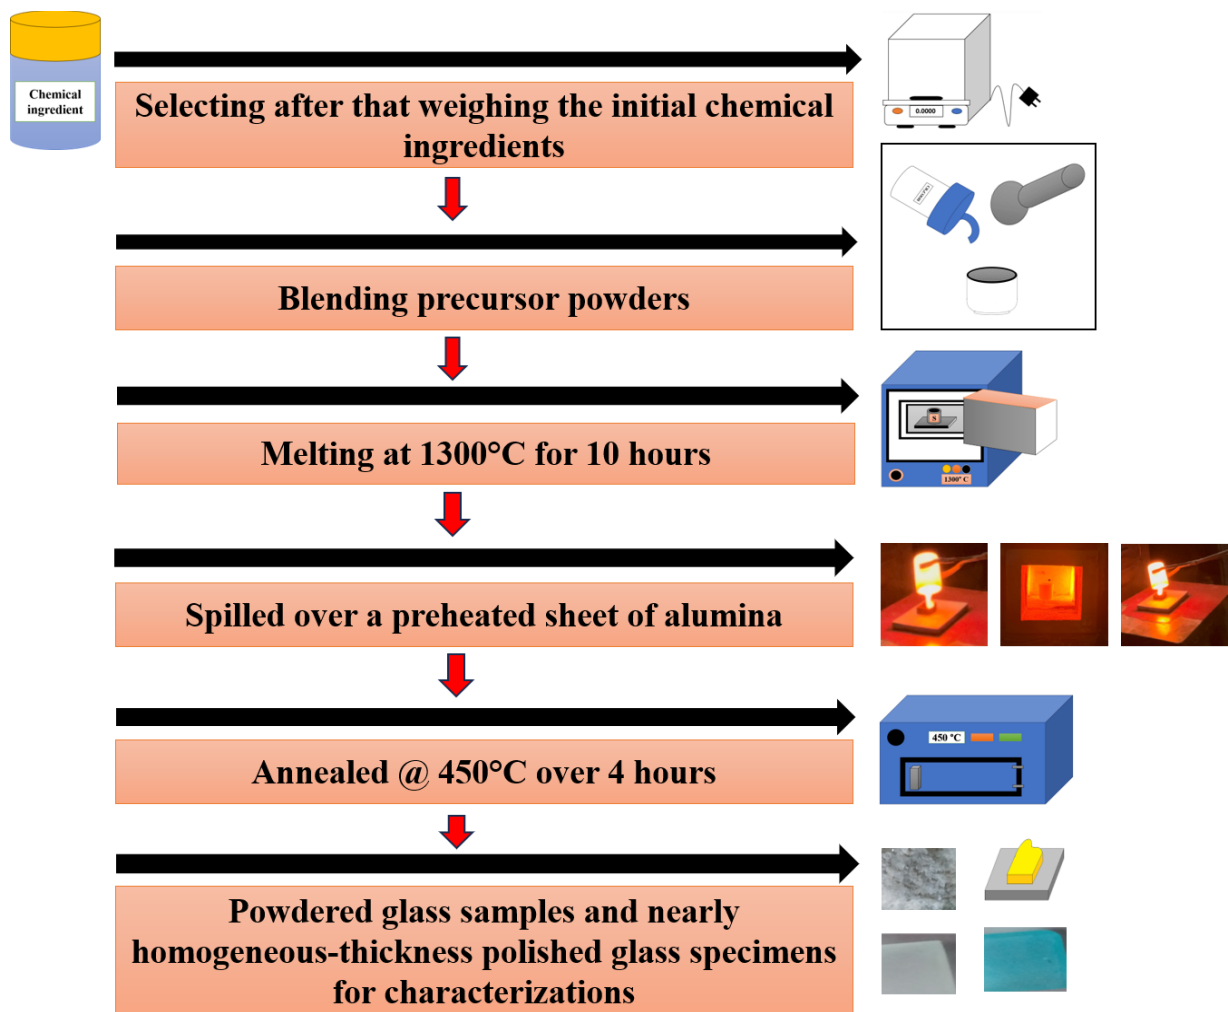 Chemical
ingredient
0.0000
Selecting after that weighing the initial chemical
ingredients
Blending precursor powders
S
1300° C
Melting at 1300°C for 10 hours
Spilled over a preheated sheet of alumina
450 °C
Annealed @ 450°C over 4 hours
Powdered glass samples and nearly
homogeneous-thickness polished glass specimens
for characterizations